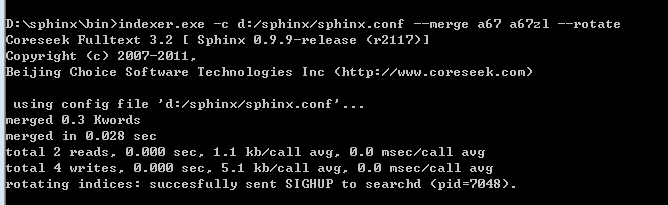 D:\sphinx\bin>indexer.exe -c d:/sphinx/sphinx.conf --merge a67 a67zl --rotate
Coreseek Fulltext 3.2 [ Sphinx 0.9.9-release (r2117)]
Copyright (c) 2007-2011,
Beijing Choice Software Technologies Inc (http://www.coreseek.com)
using config file 'd:/sphinx/sphinx.conf'...
merged 0.3 Kwords
merged in 0.028 sec
total 2 reads, 0.000 sec, 1.1 kb/call avg, 0.0 msec/call avg
total 4 writes, 0.000 sec, 5.1 kb/call avg, 0.0 msec/call avg
rotating indices: succesfully sent SIGHUP to searchd (pid=7048).